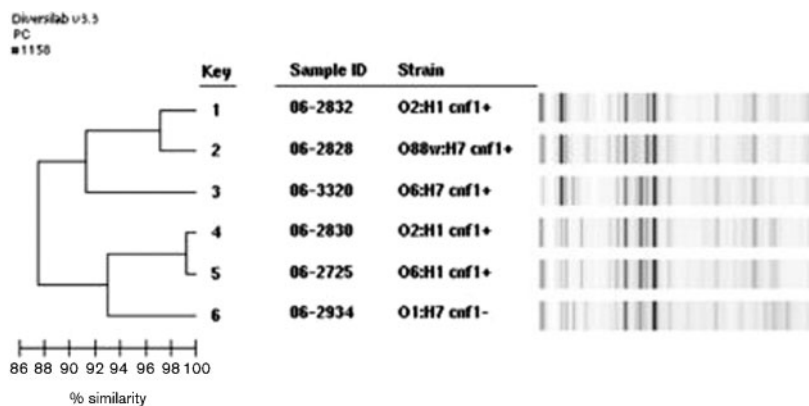 Diversilab v3.3
PC
#1158
Key Sample ID Strain
1 06-2832 O2:H1 cnf1+
2 06-2828 O88w:H7 cnf1+
3 06-3320 O6:H7 cnf1+
4 06-2830 O2:H1 cnf1+
5 06-2725 O6:H1 cnf1+
6 06-2934 O1:H7 cnf1-
86 88 90 92 94 96 98 100
% similarity